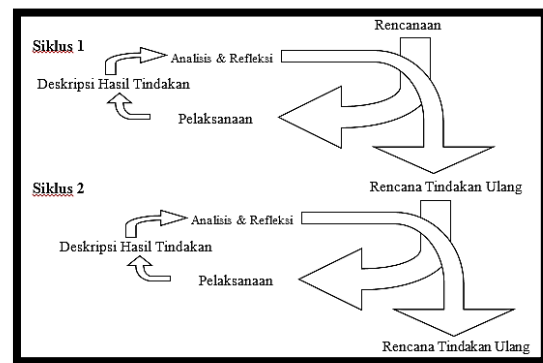 Rencanaan
Siklus 1
Analisis & Refleksi
Deskripsi Hasil Tindakan
Pelaksanaan
Rencana Tindakan Ulang
Siklus 2
Analisis & Refleksi
Deskripsi Hasil Tindakan
Pelaksanaan
Rencana Tindakan Ulang